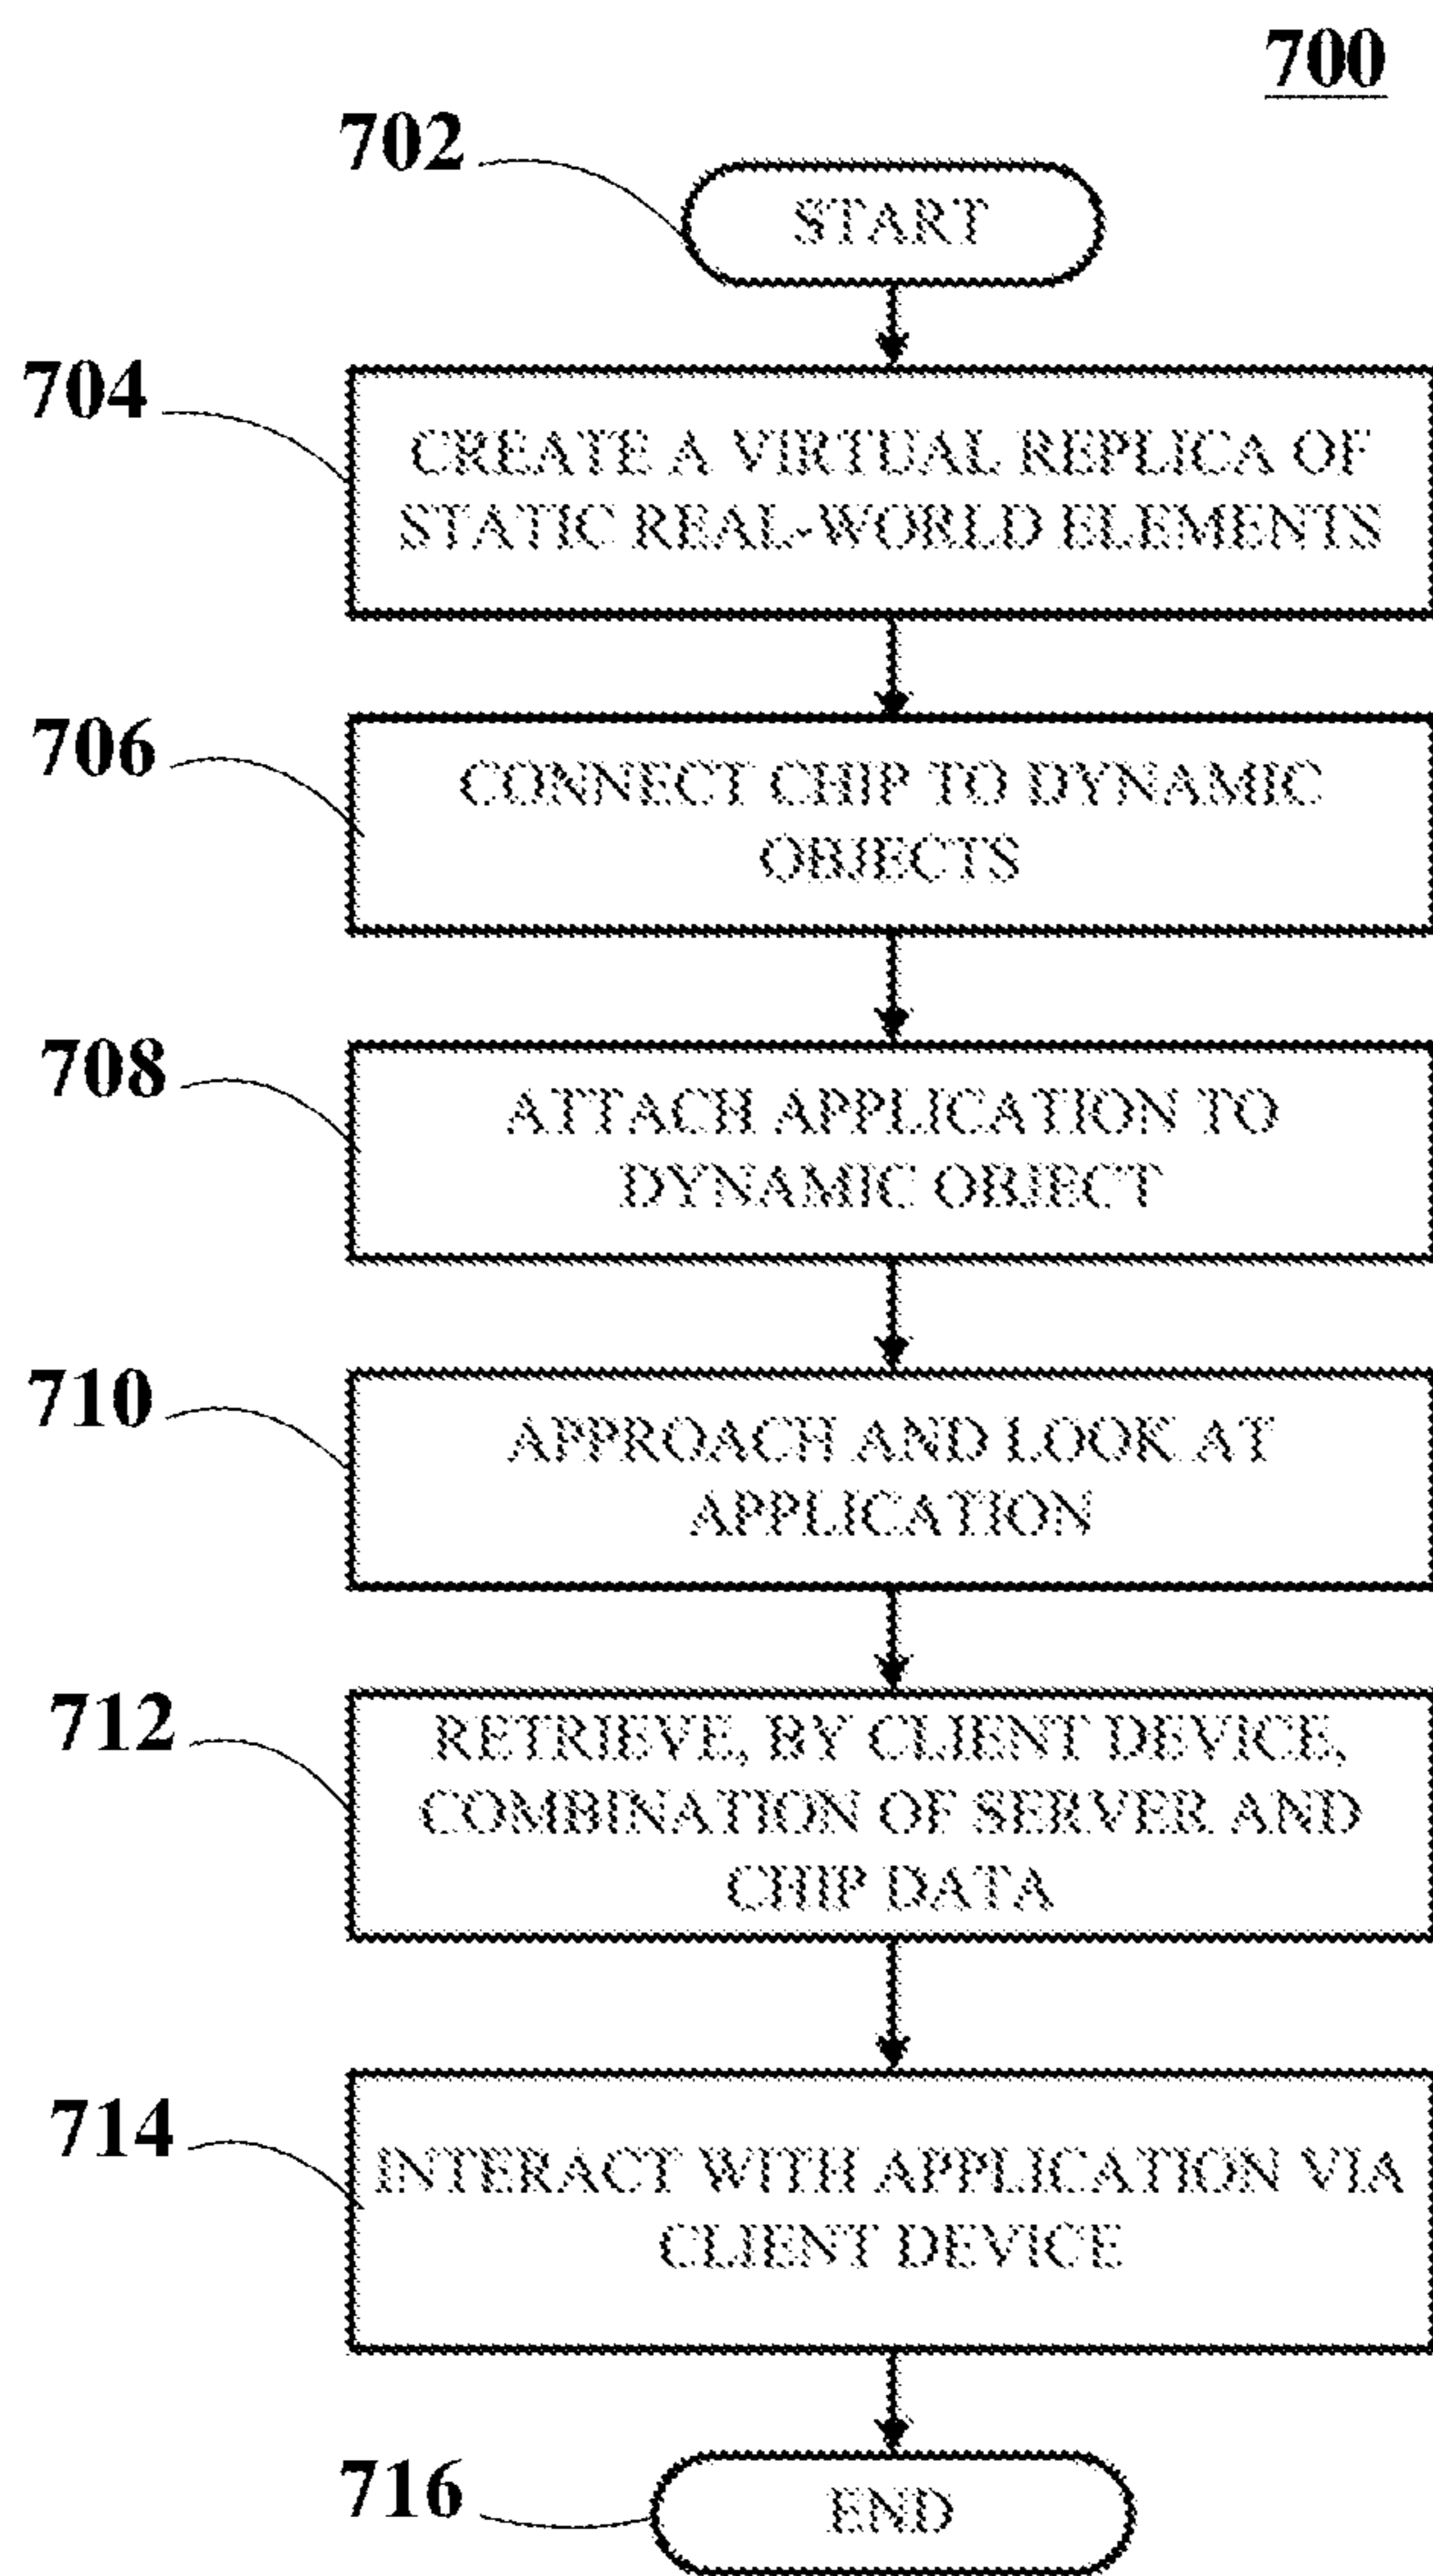 700
702
START
704
CREATE A VIRTUAL REPLICA OF
STATIC REAL-WORLD ELEMENTS
706
CONNECT CHIP TO DYNAMIC
OBJECTS
708
ATTACH APPLICATION TO
DYNAMIC OBJECT
710
APPROACH AND LOOK AT
APPLICATION
712
RETRIEVE, BY CLIENT DEVICE,
COMBINATION OF SERVER AND
CHIP DATA
714
INTERACT WITH APPLICATION VIA
CLIENT DEVICE
716
END